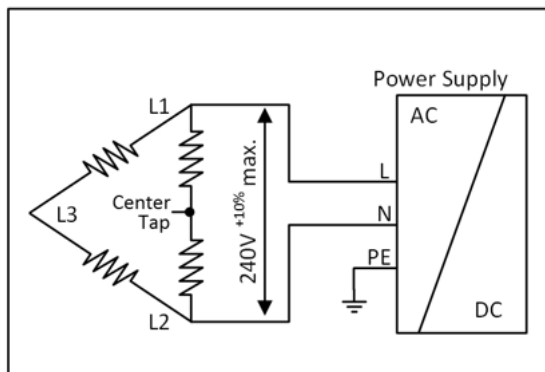 Power Supply
L1
AC
L
Center
Tap
L3
240V +10% max.
N
PE
L2
DC